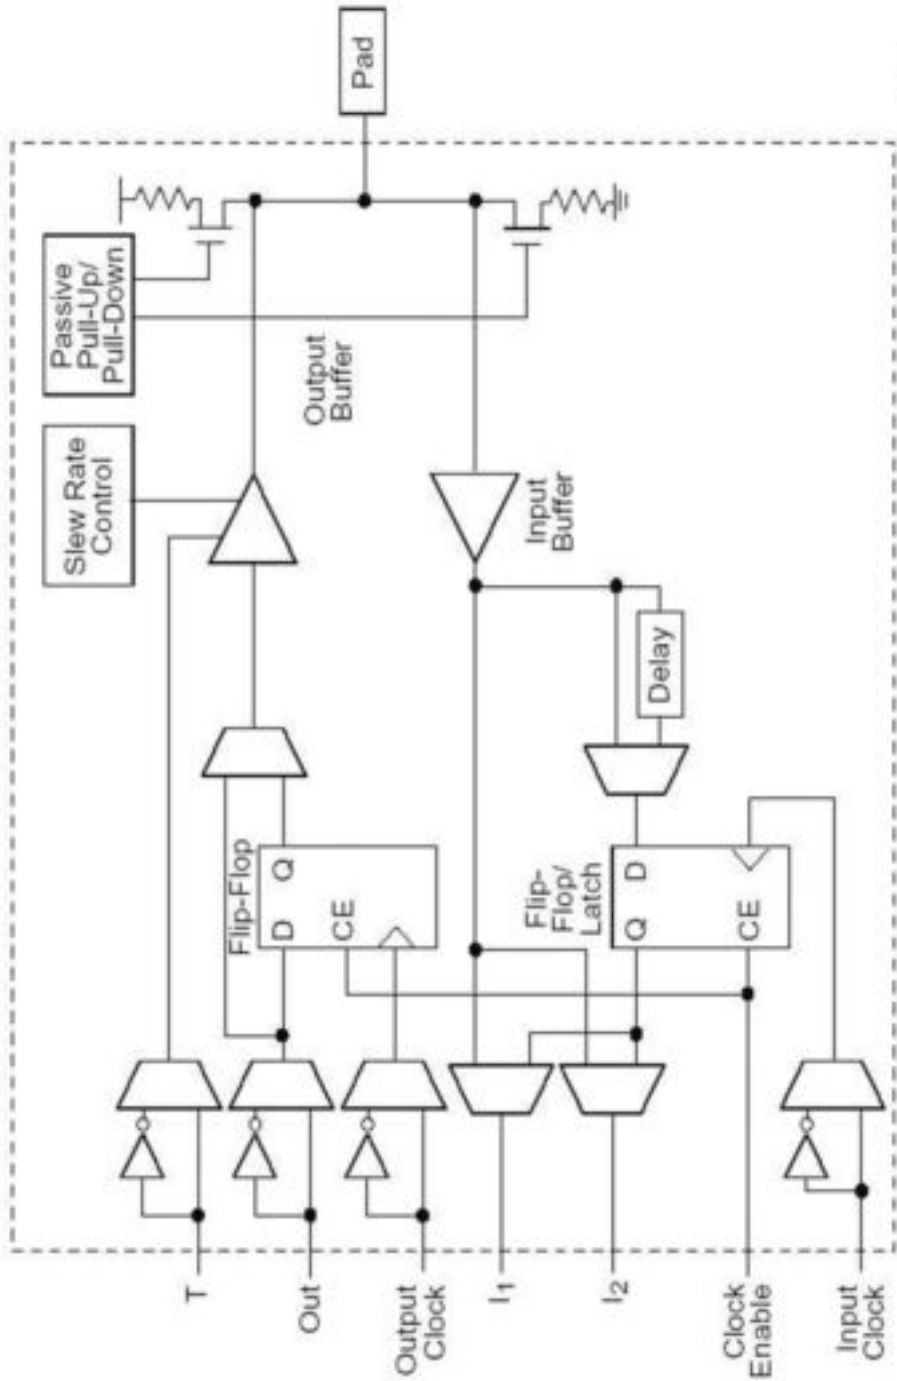 Slew Rate
Control
Passive
Pull-Up/
Pull-Down
Pad
T
Flip-Flop
D
Q
CE
Output
Buffer
Out
Output
Clock
Input
Buffer
I1
Flip-
Flop/
Latch
Delay
Q
D
CE
I2
Clock
Enable
Input
Clock